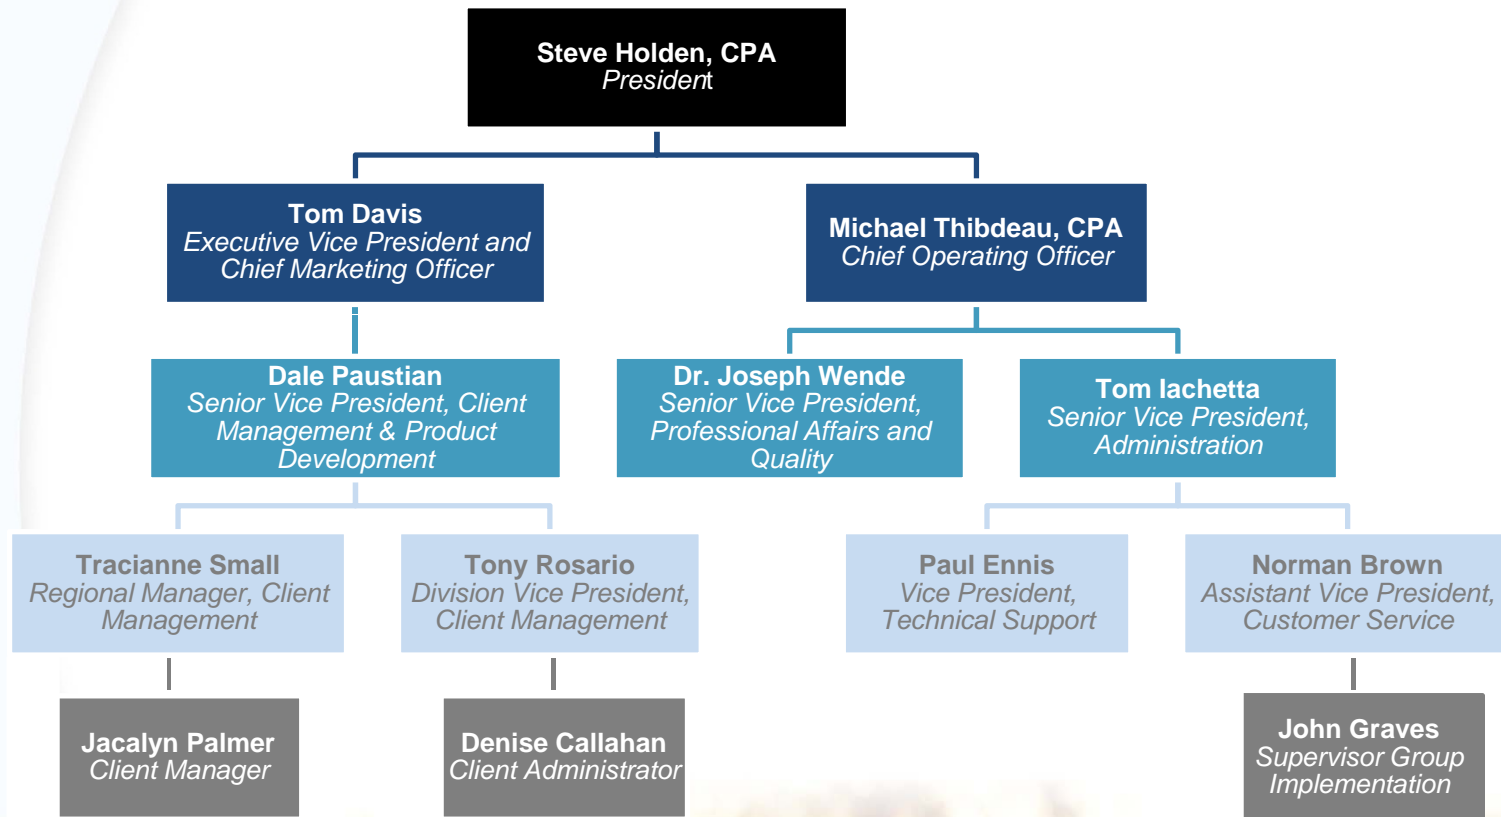 Steve Holden, CPA
President
Tom Davis
Executive Vice President and
Chief Marketing Officer
Michael Thibdeau, CPA
Chief Operating Officer
Dale Paustian
Senior Vice President, Client
Management & Product
Development
Dr. Joseph Wende
Senior Vice President,
Professional Affairs and
Quality
Tom Iachetta
Senior Vice President,
Administration
Tracianne Small
Regional Manager, Client
Management
Tony Rosario
Division Vice President,
Client Management
Paul Ennis
Vice President,
Technical Support
Norman Brown
Assistant Vice President,
Customer Service
Jacalyn Palmer
Client Manager
Denise Callahan
Client Administrator
John Graves
Supervisor Group
Implementation